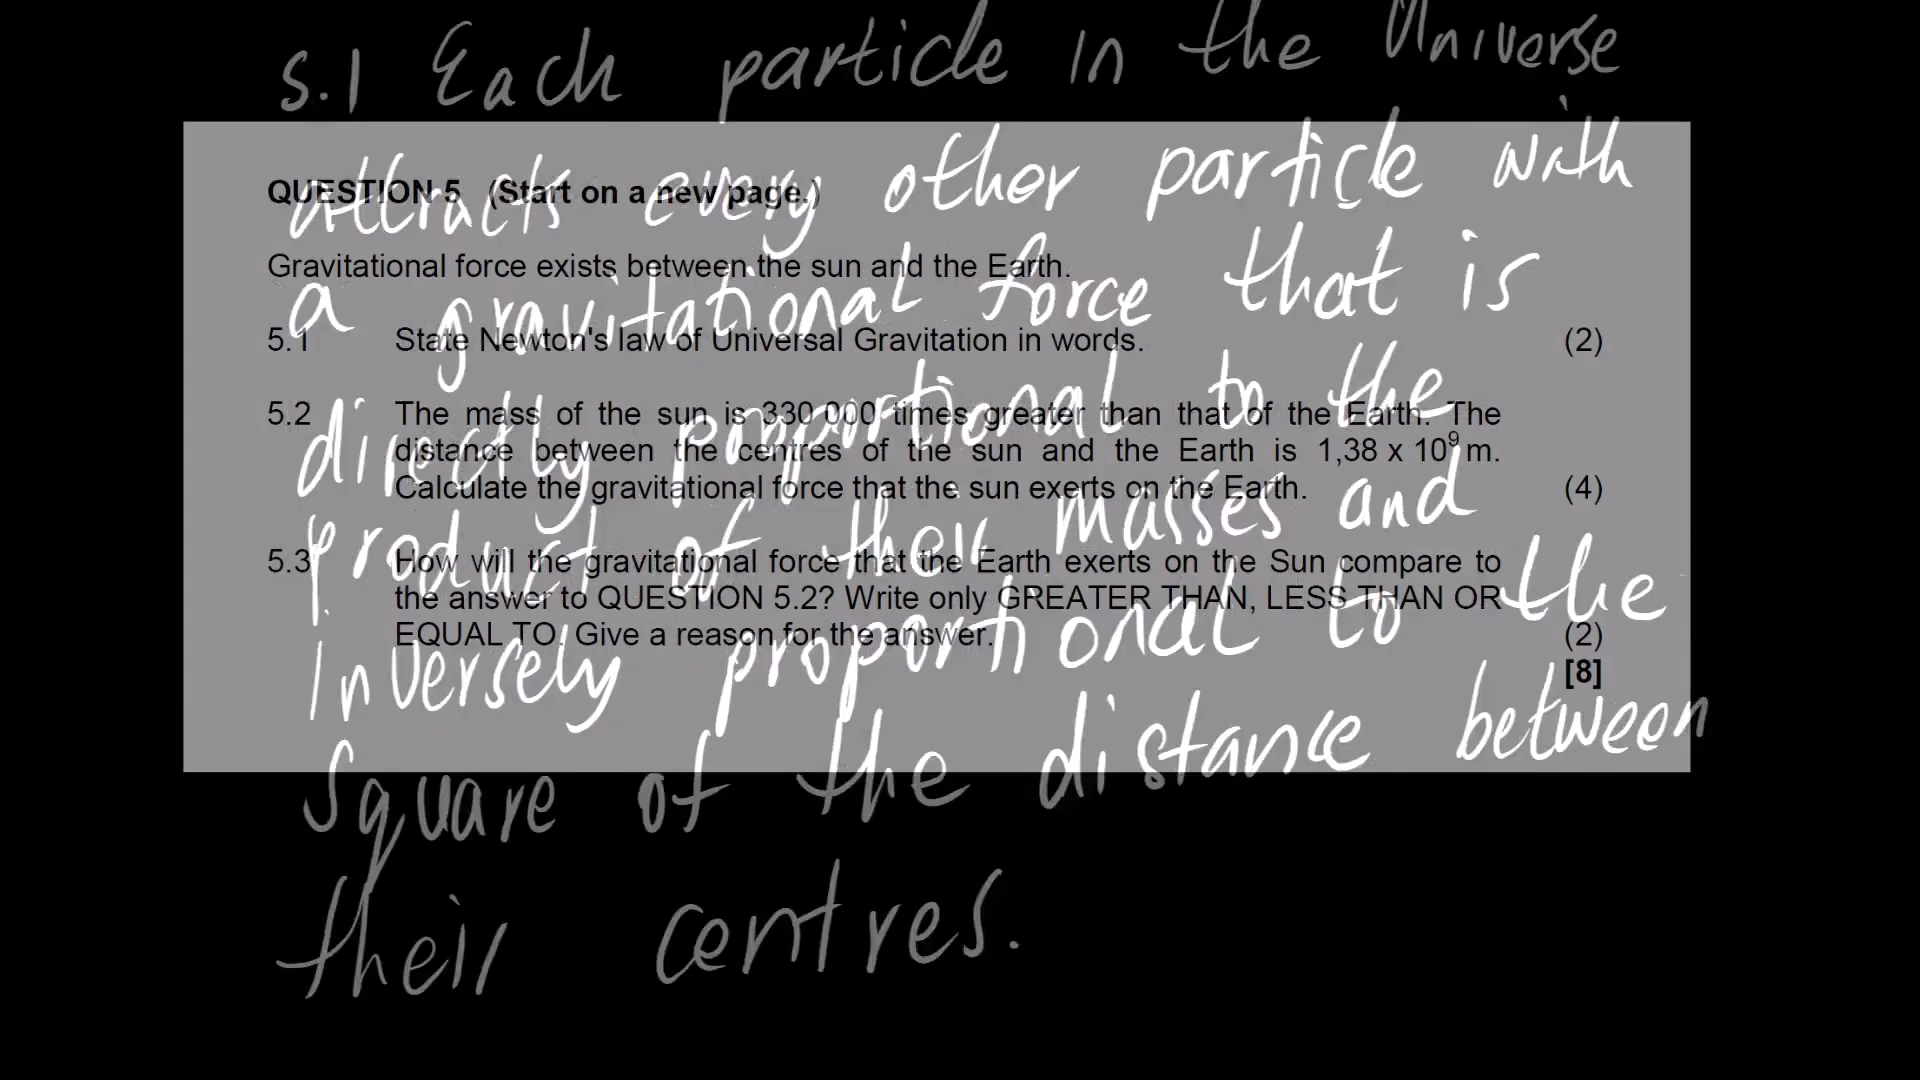 5.1 Each particle in the Universe
attracts every other particle with
a gravitational force that is
directly proportional to the
product of their masses and
inversely proportional to the
square of the distance between
their centres.
QUESTION 5 (Start on a new page.)
Gravitational force exists between the sun and the Earth.
5.1 State Newton's law of Universal Gravitation in words. (2)
5.2 The mass of the sun is 330 000 times greater than that of the Earth. The
distance between the centres of the sun and the Earth is 1,38 x 10⁹ m.
Calculate the gravitational force that the sun exerts on the Earth. (4)
5.3 How will the gravitational force that the Earth exerts on the Sun compare to
the answer to QUESTION 5.2? Write only GREATER THAN, LESS THAN OR
EQUAL TO. Give a reason for the answer. (2)
[8]